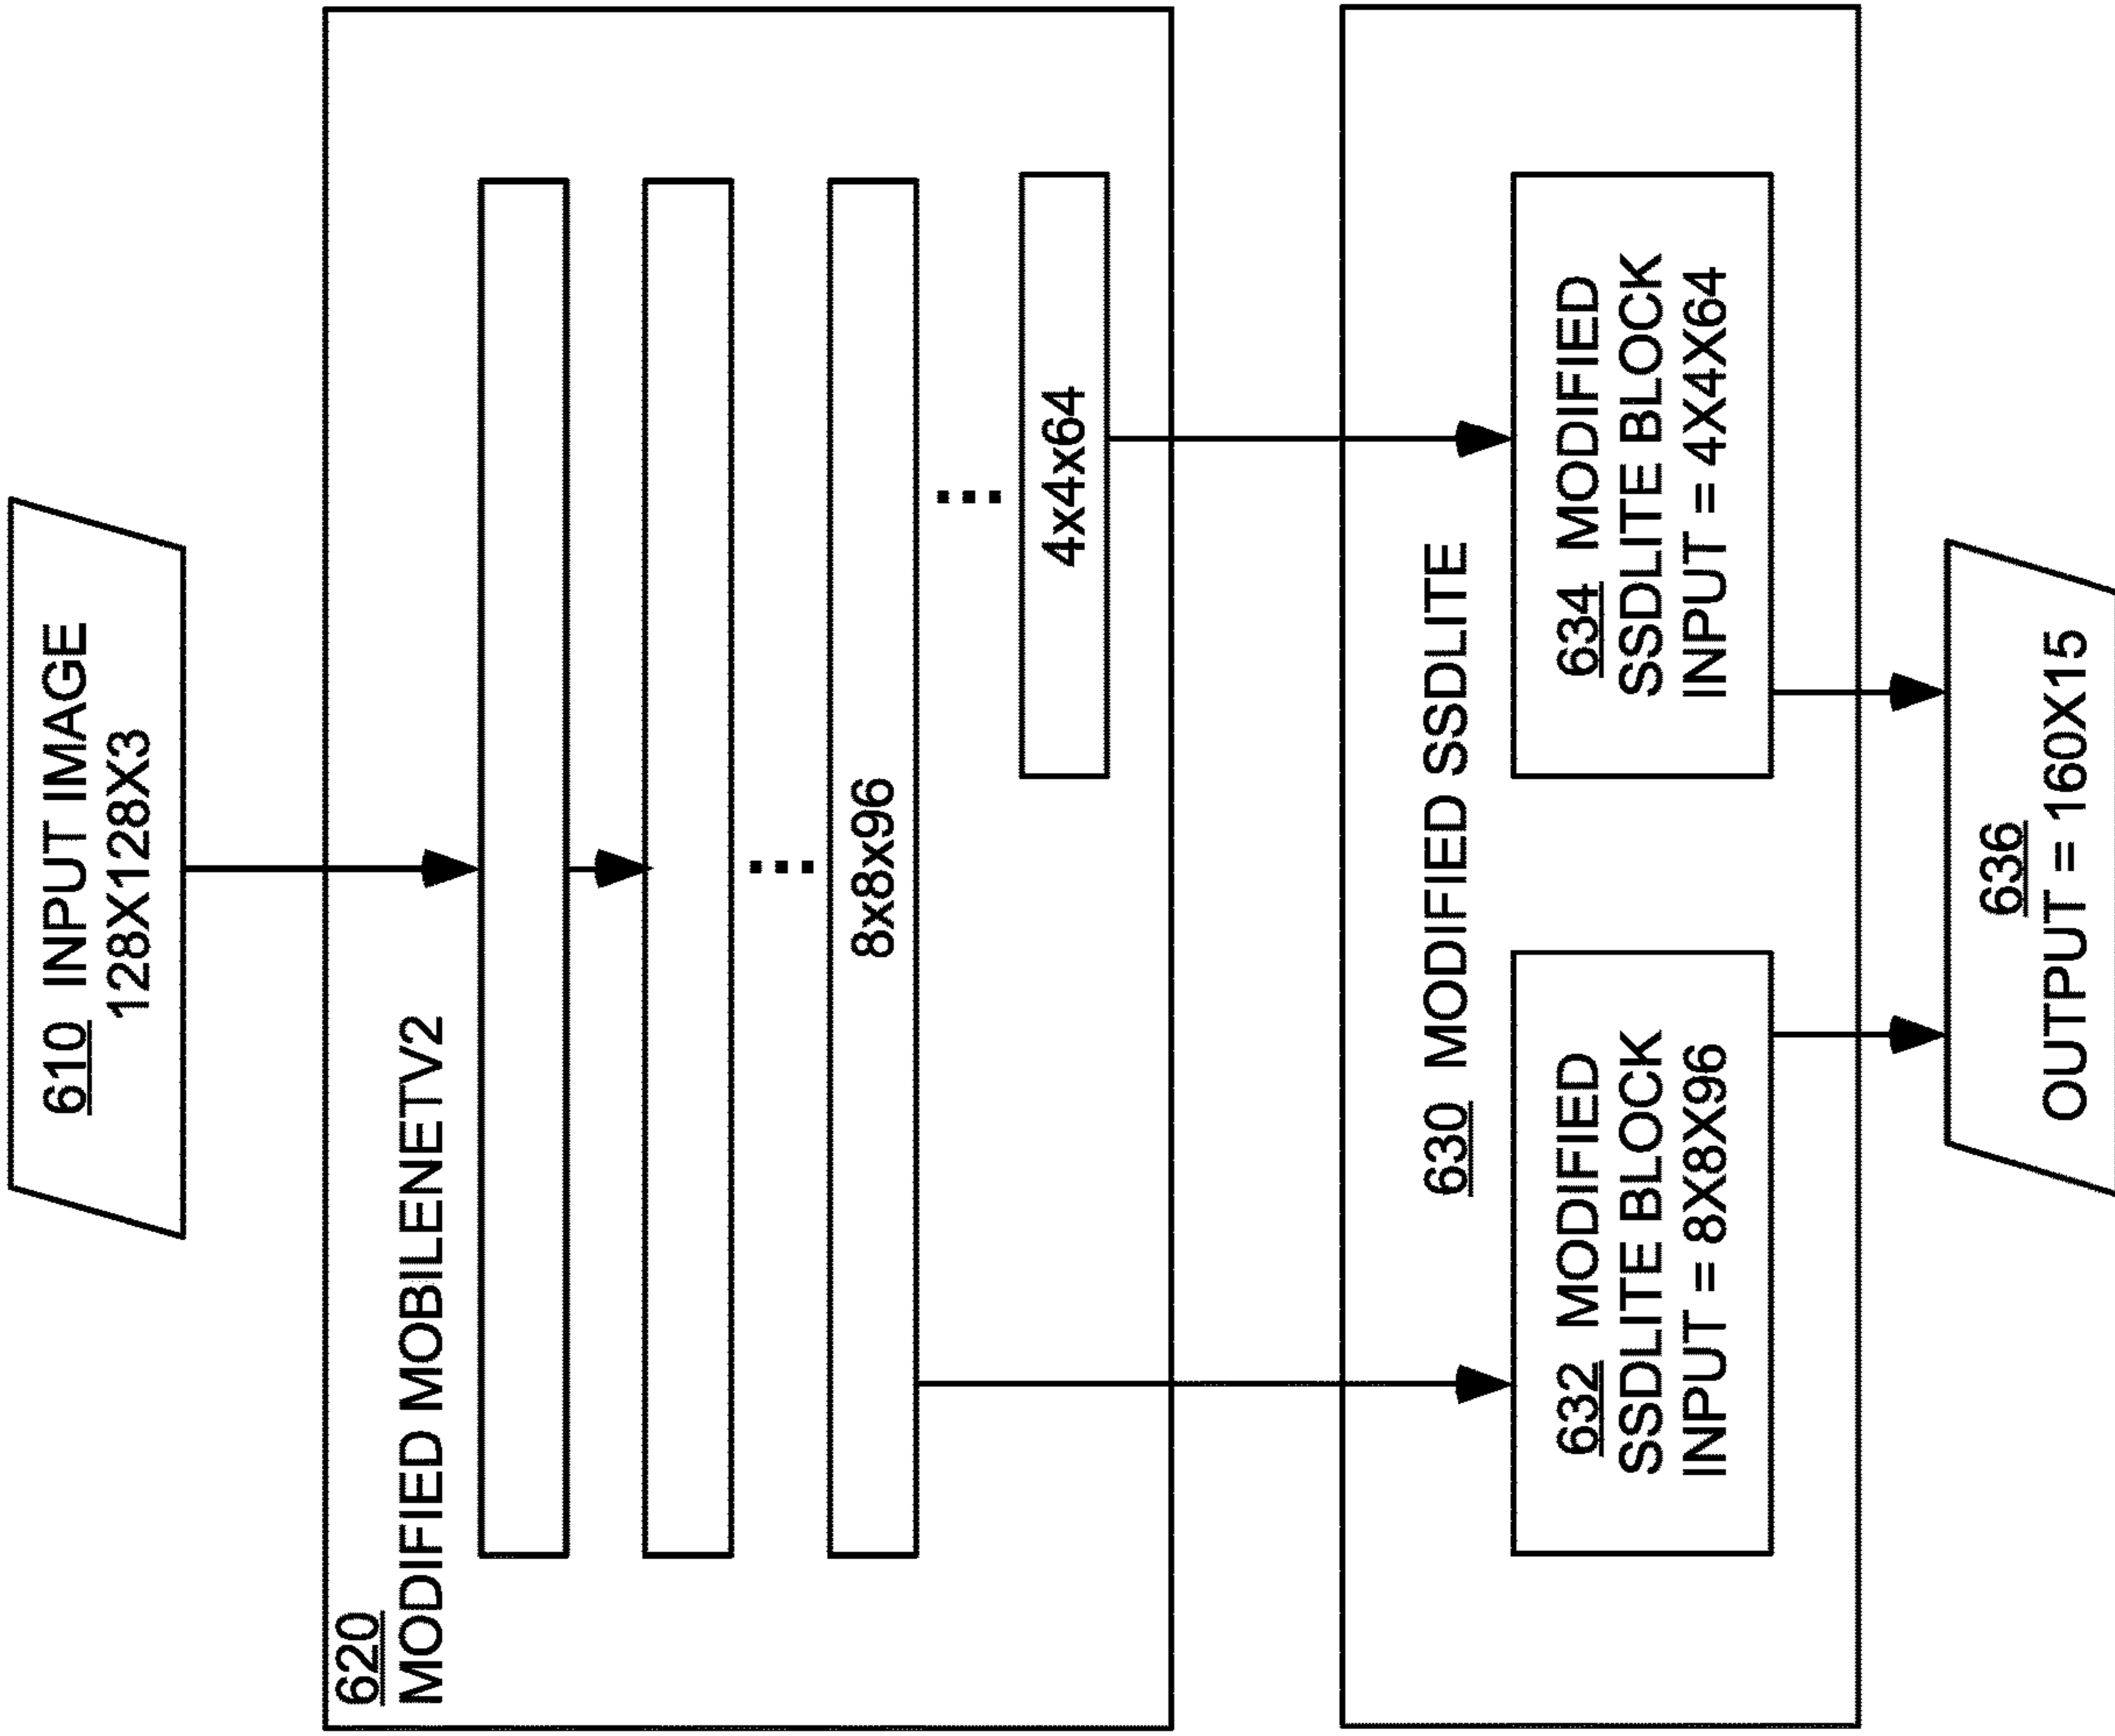 610 INPUT IMAGE
128X128X3
620
MODIFIED MOBILENETV2
8x8x96
4x4x64
630 MODIFIED SSDLITE
632 MODIFIED
SSDLITE BLOCK
INPUT = 8X8X96
634 MODIFIED
SSDLITE BLOCK
INPUT = 4X4X64
636
OUTPUT = 160X15